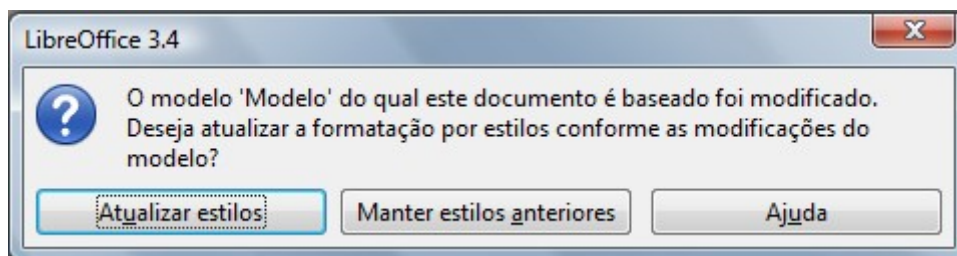 LibreOffice 3.4
O modelo 'Modelo' do qual este documento é baseado foi modificado.
Deseja atualizar a formatação por estilos conforme as modificações do
modelo?
Atualizar estilos
Manter estilos anteriores
Ajuda